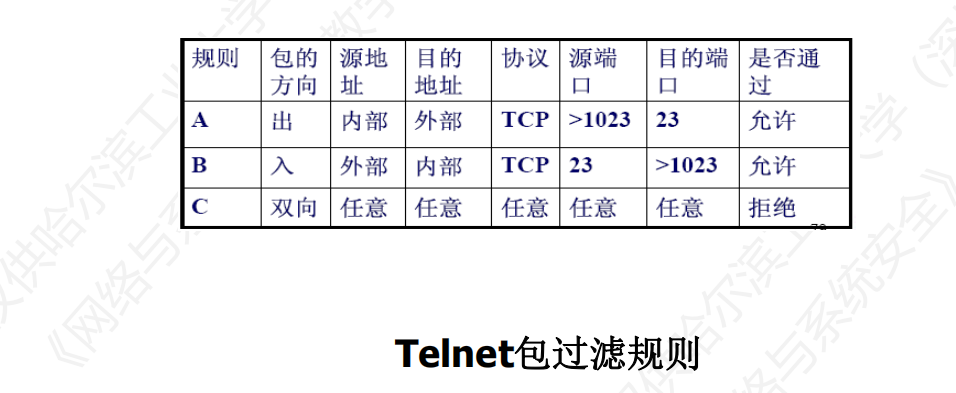 规则 包的方向 源地址 目的地址 协议 源端口 目的端口 是否通过
A 出 内部 外部 TCP >1023 23 允许
B 入 外部 内部 TCP 23 >1023 允许
C 双向 任意 任意 任意 任意 任意 拒绝
Telnet包过滤规则